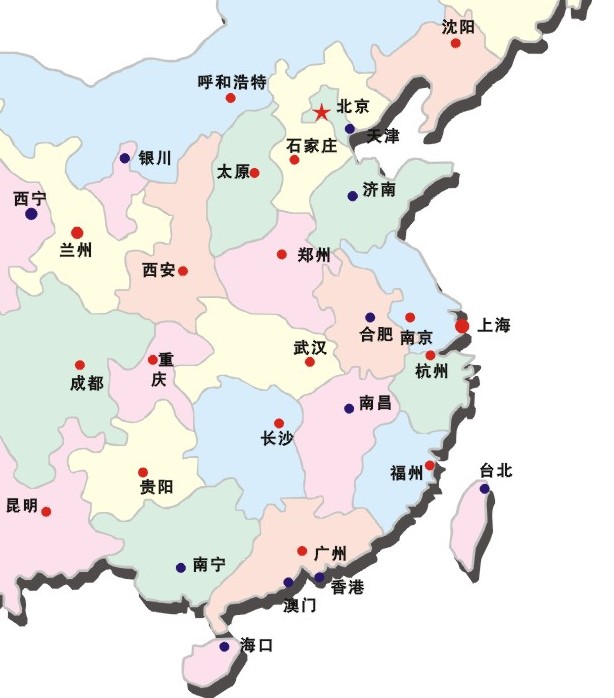 沈阳
呼和浩特
北京
天津
石家庄
银川
太原
济南
西宁
兰州
郑州
西安
合肥
南京
上海
武汉
杭州
重
庆
成都
南昌
长沙
福州
台北
贵阳
昆明
广州
南宁
香港
澳门
海口